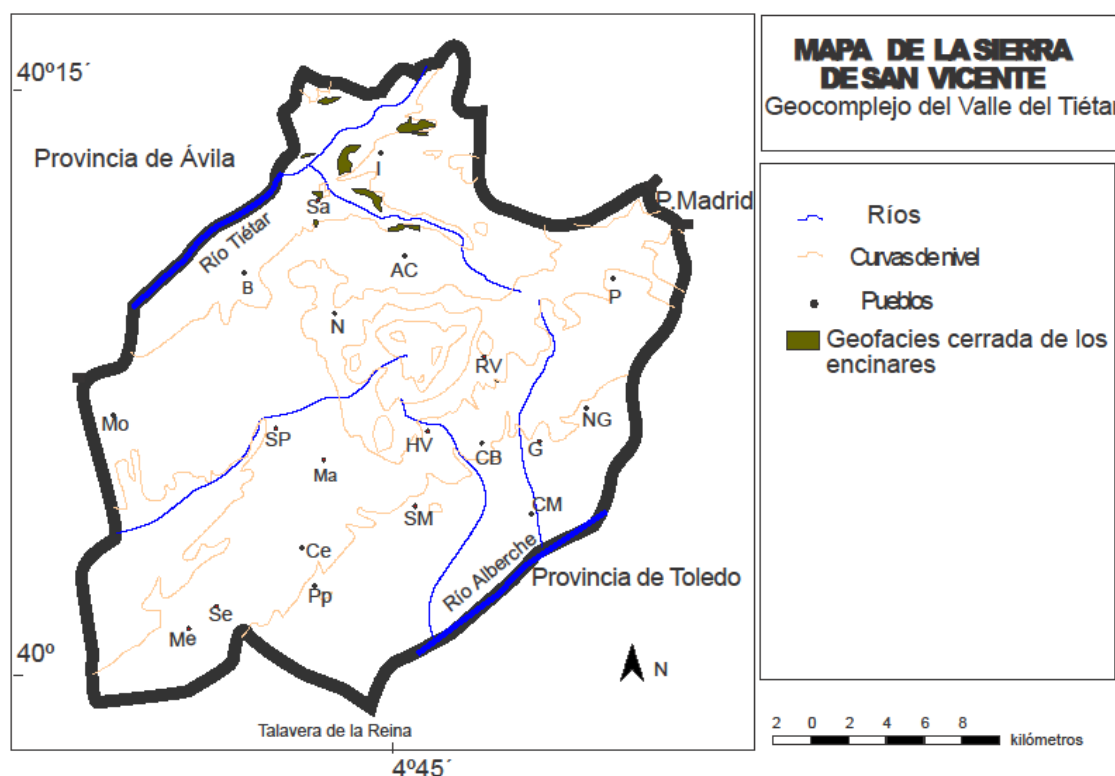 MAPA DE LA SIERRA
DE SAN VICENTE
Geocomplejo del Valle del Tiétar
40º15´
Provincia de Ávila
P.Madrid
I
Sa
Río Tiétar
AC
B
P
N
RV
Mo
NG
SP
HV
CB
G
Ma
SM
CM
Ce
Río Alberche
Provincia de Toledo
Pp
Se
Me
40º
N
Talavera de la Reina
4º45´
Ríos
Curvas de nivel
Pueblos
Geofacies cerrada de los
encinares
2 0 2 4 6 8
kilómetros